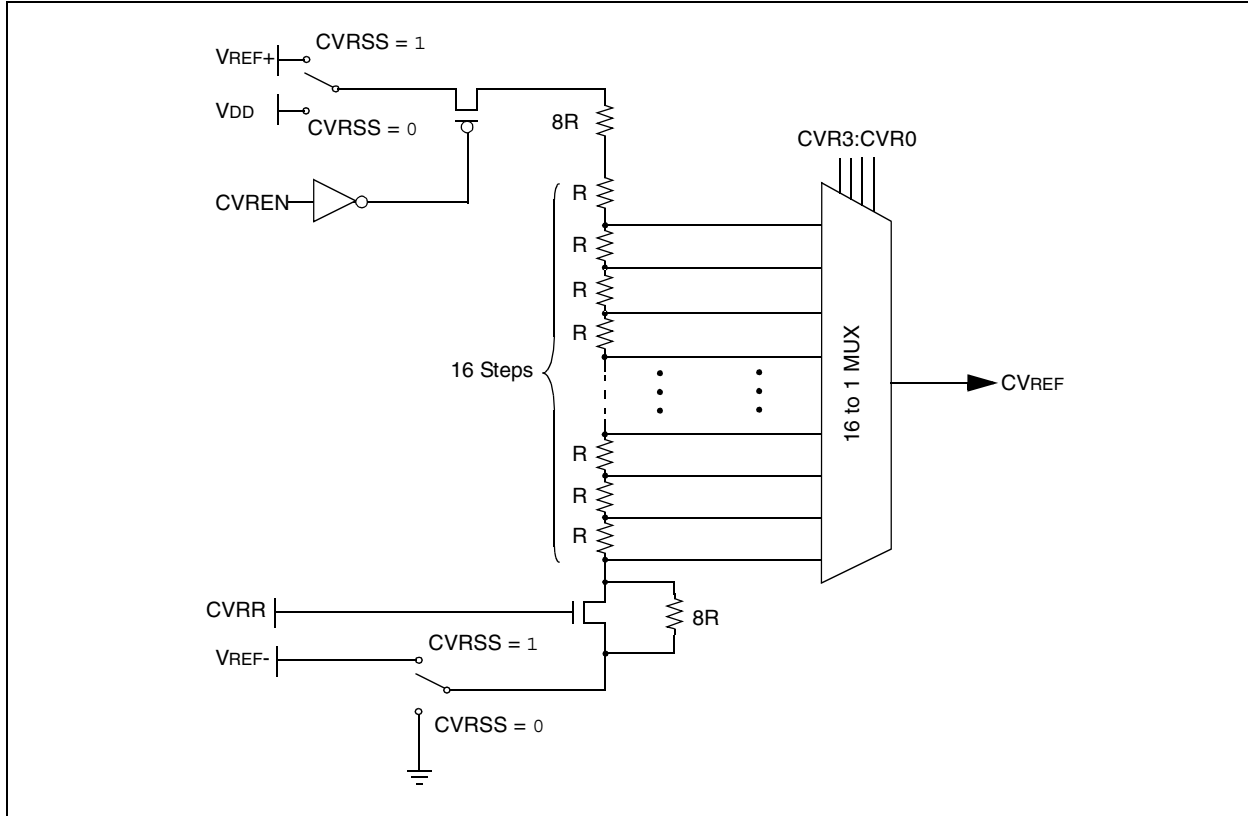 CVRSS = 1
VREF+
VDD
CVRSS = 0
8R
CVR3:CVR0
CVREN
R
R
R
R
16 Steps
16 to 1 MUX
CVREF
R
R
R
CVRR
8R
CVRSS = 1
VREF-
CVRSS = 0